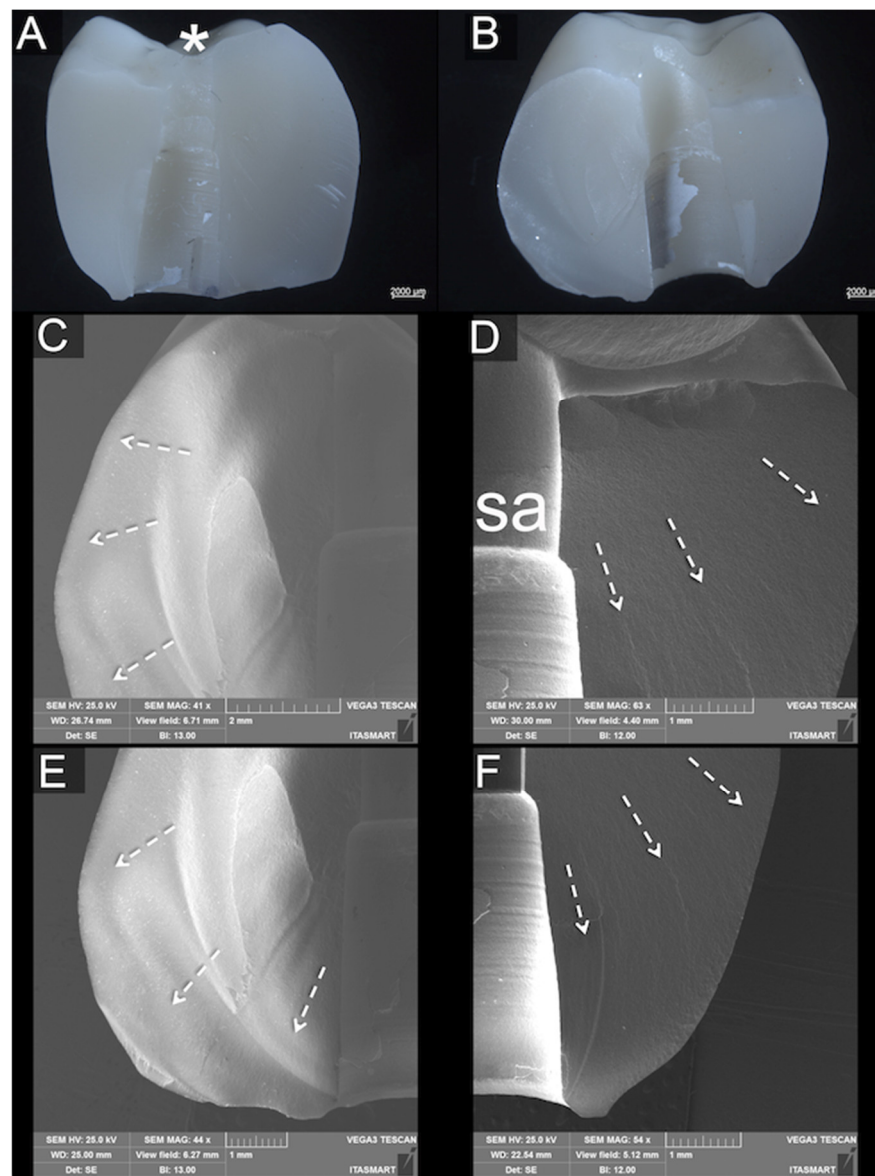 A
*
B
2000 µm
2000 µm
C
D
sa
SEM HV: 25.0 kV
SEM MAG: 41 x
VEGA3 TESCAN
WD: 26.74 mm
View field: 6.71 mm
2 mm
Det: SE
BI: 13.00
ITASMART
SEM HV: 25.0 kV
SEM MAG: 63 x
VEGA3 TESCAN
WD: 30.00 mm
View field: 4.40 mm
1 mm
Det: SE
BI: 12.00
ITASMART
E
F
SEM HV: 25.0 kV
SEM MAG: 44 x
VEGA3 TESCAN
WD: 25.00 mm
View field: 6.27 mm
1 mm
Det: SE
BI: 13.00
ITASMART
SEM HV: 25.0 kV
SEM MAG: 54 x
VEGA3 TESCAN
WD: 22.54 mm
View field: 5.12 mm
1 mm
Det: SE
BI: 12.00
ITASMART